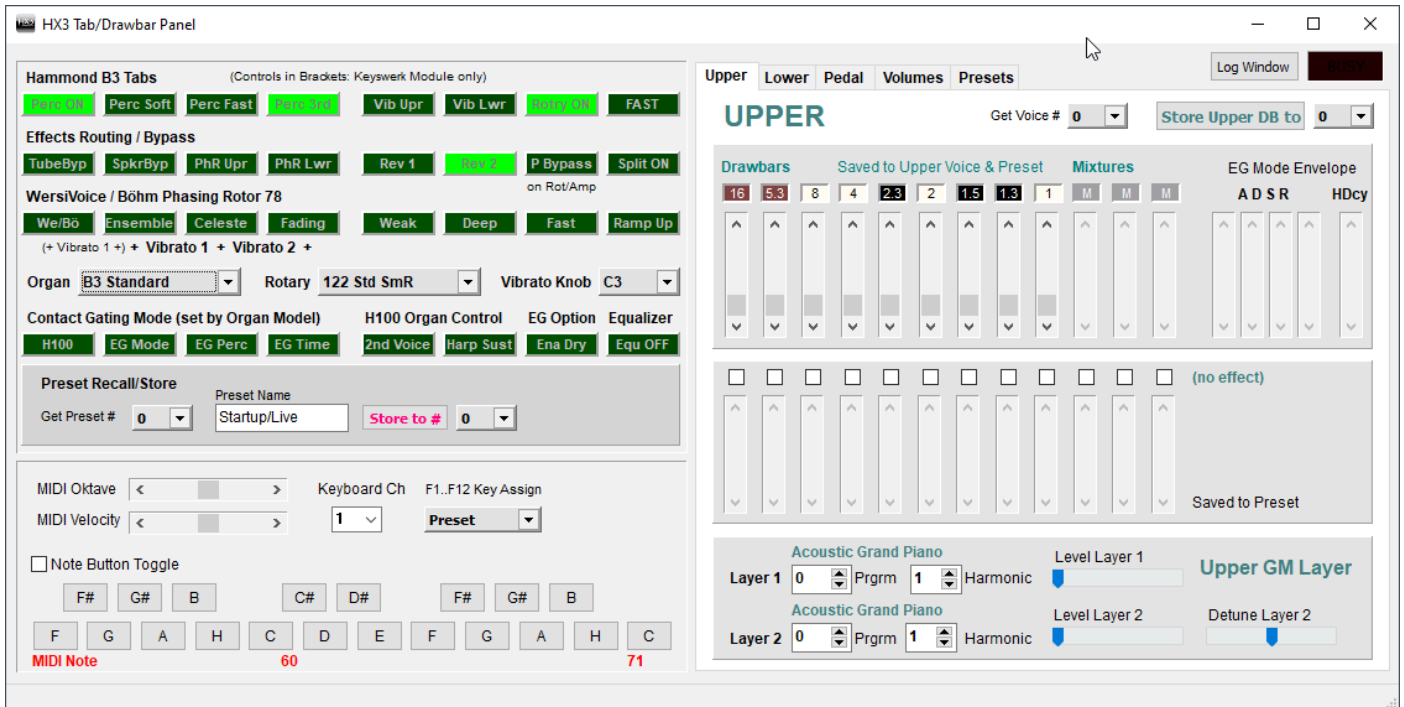 HX3 Tab/Drawbar Panel
Hammond B3 Tabs (Controls in Brackets: Keyswerk Module only)
Perc ON Perc Soft Perc Fast Perc 3rd Vib Upr Vib Lwr Rotry ON FAST
Effects Routing / Bypass
TubeByp SpkrByp PhR Upr PhR Lwr Rev 1 Rev 2 P Bypass Split ON
on Rot/Amp
WersiVoice / Böhm Phasing Rotor 78
We/Bö Ensemble Celeste Fading Weak Deep Fast Ramp Up
(+ Vibrato 1 +) + Vibrato 1 + Vibrato 2 +
Organ B3 Standard Rotary 122 Std SmR Vibrato Knob C3
Contact Gating Mode (set by Organ Model) H100 Organ Control EG Option Equalizer
H100 EG Mode EG Perc EG Time 2nd Voice Harp Sust Ena Dry Equ OFF
Preset Recall/Store
Preset Name
Get Preset # 0 Startup/Live Store to # 0
MIDI Oktave Keyboard Ch F1..F12 Key Assign
MIDI Velocity 1 Preset
Note Button Toggle
F# G# B C# D# F# G# B
F G A H C D E F G A H C
MIDI Note 60 71
Log Window BUSY
Upper Lower Pedal Volumes Presets
UPPER Get Voice # 0 Store Upper DB to 0
Drawbars Saved to Upper Voice & Preset Mixtures EG Mode Envelope
16 5.3 8 4 2.3 2 1.5 1.3 1 M M M A D S R HDcy
(no effect)
Saved to Preset
Acoustic Grand Piano Level Layer 1
Layer 1 0 Prgrm 1 Harmonic Upper GM Layer
Acoustic Grand Piano Level Layer 2 Detune Layer 2
Layer 2 0 Prgrm 1 Harmonic